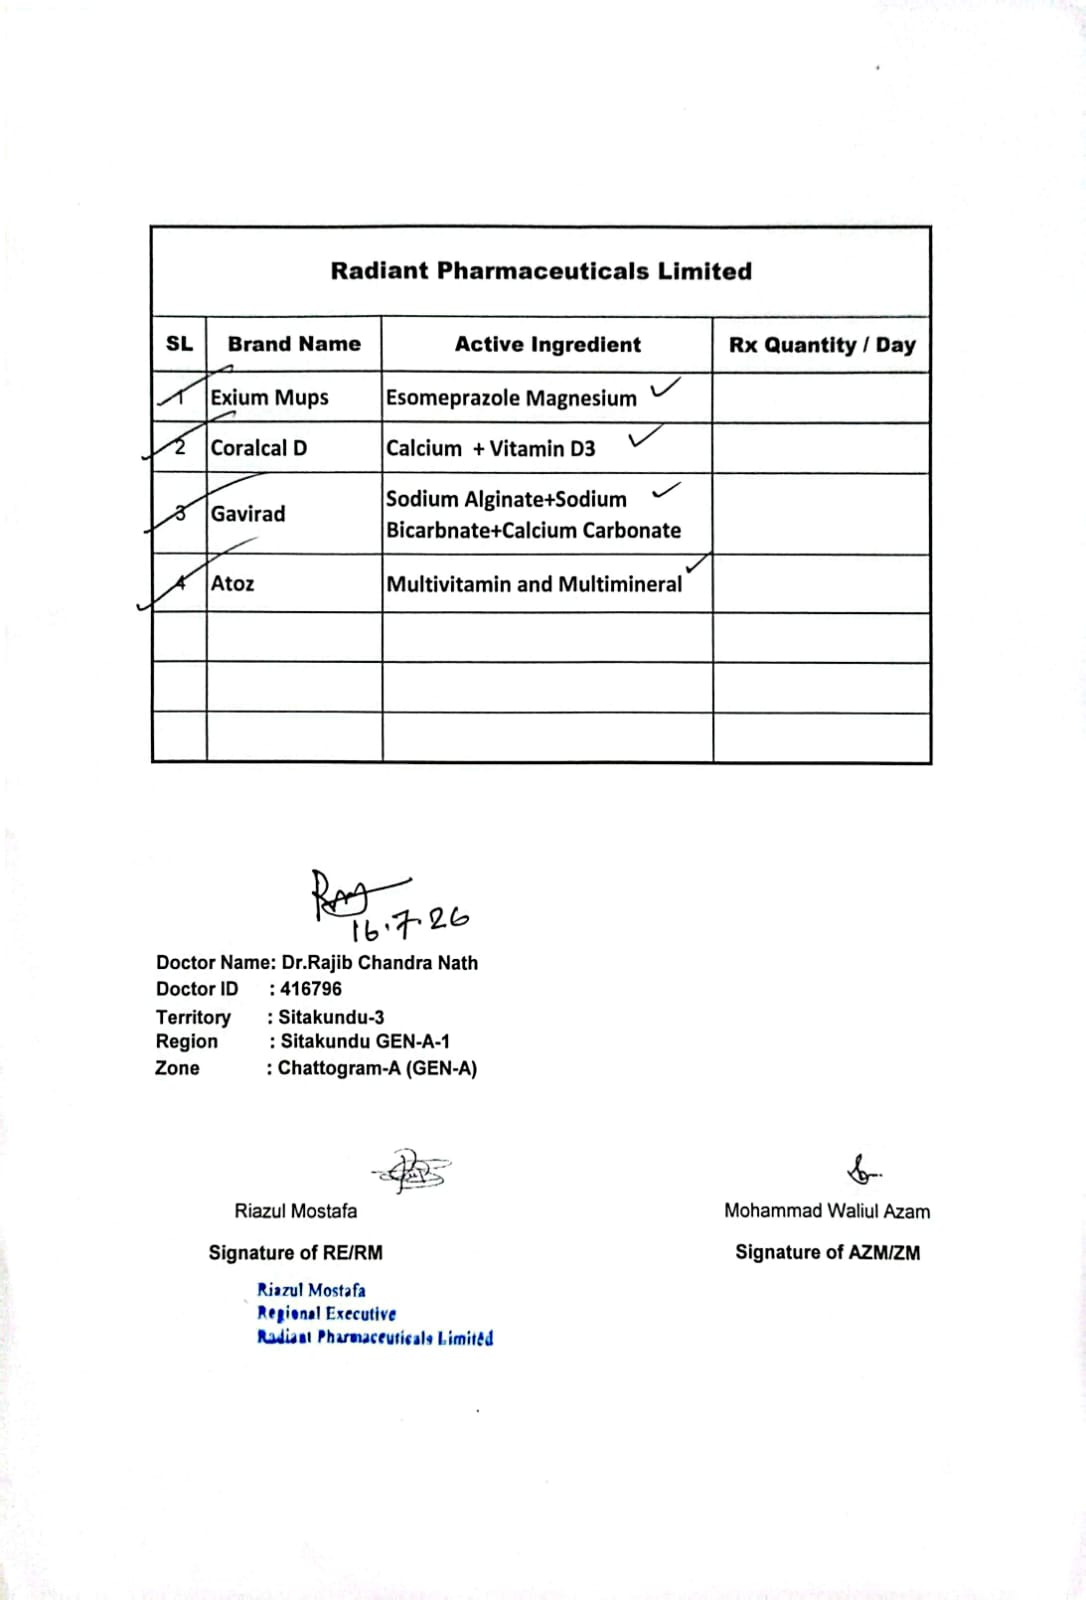 Radiant Pharmaceuticals Limited
SL Brand Name Active Ingredient Rx Quantity / Day
1 Exium Mups Esomeprazole Magnesium
2 Coralcal D Calcium + Vitamin D3
3 Gavirad Sodium Alginate+Sodium
Bicarbnate+Calcium Carbonate
4 Atoz Multivitamin and Multimineral
16.7.26
Doctor Name: Dr.Rajib Chandra Nath
Doctor ID : 416796
Territory : Sitakundu-3
Region : Sitakundu GEN-A-1
Zone : Chattogram-A (GEN-A)
Riazul Mostafa Mohammad Waliul Azam
Signature of RE/RM Signature of AZM/ZM
Riazul Mostafa
Regional Executive
Radiant Pharmaceuticals Limited